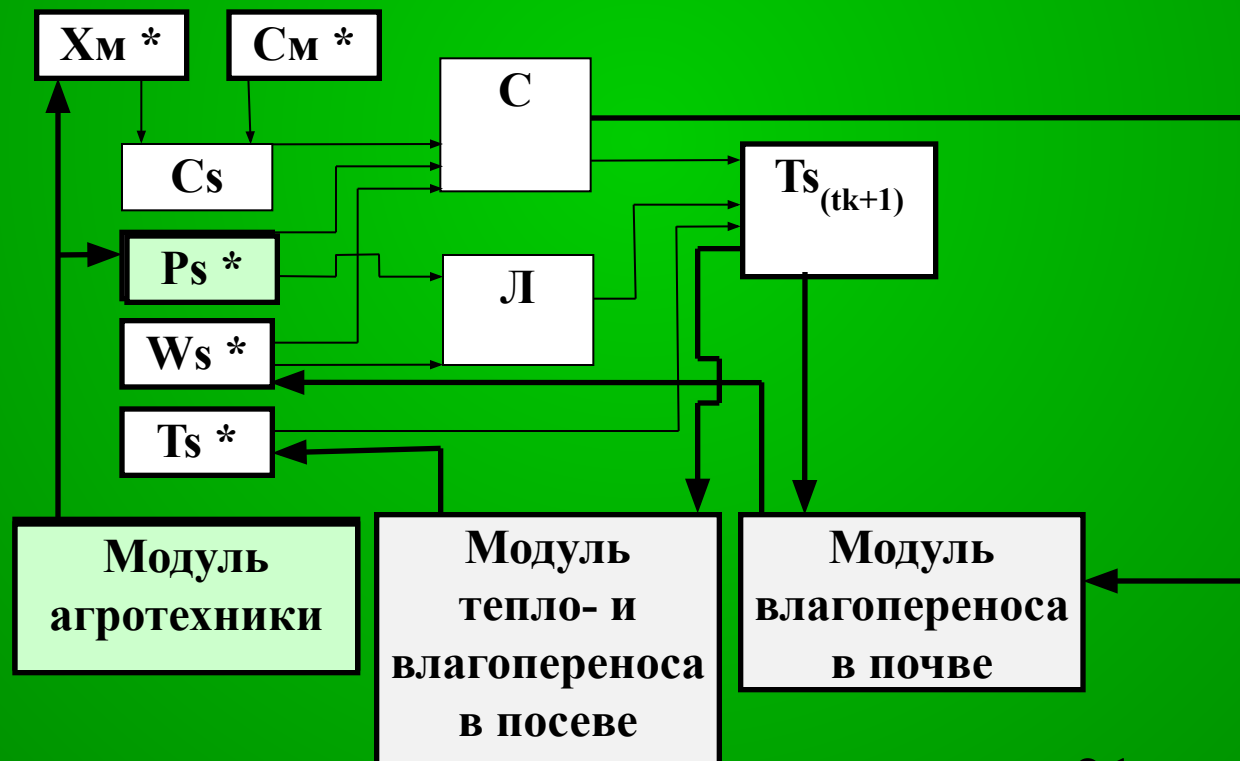 Хм *
См *
С
Cs
Ts(tk+1)
Ps *
Л
Ws *
Ts *
Модуль
агротехники
Модуль
тепло- и
влагопереноса
в посеве
Модуль
влагопереноса
в почве